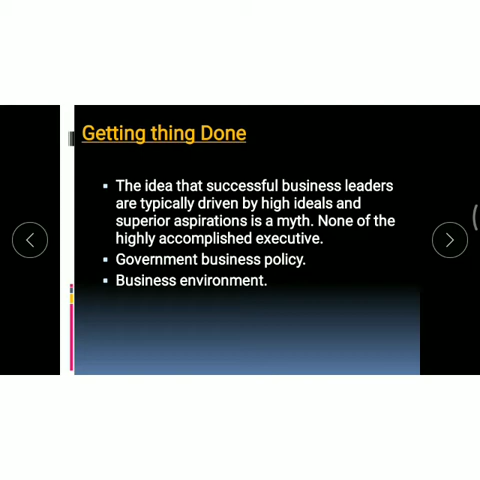 Getting thing Done
▪ The idea that successful business leaders
are typically driven by high ideals and
superior aspirations is a myth. None of the
highly accomplished executive.
▪ Government business policy.
▪ Business environment.